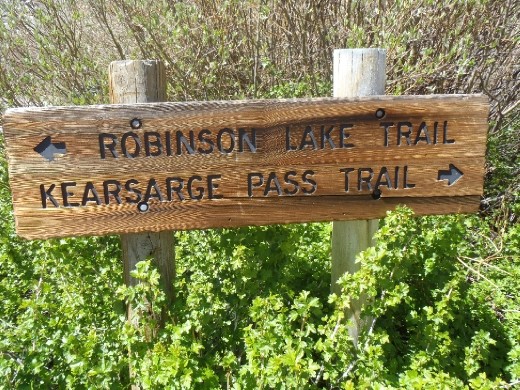 ROBINSON LAKE TRAIL
KEARSARGE PASS TRAIL